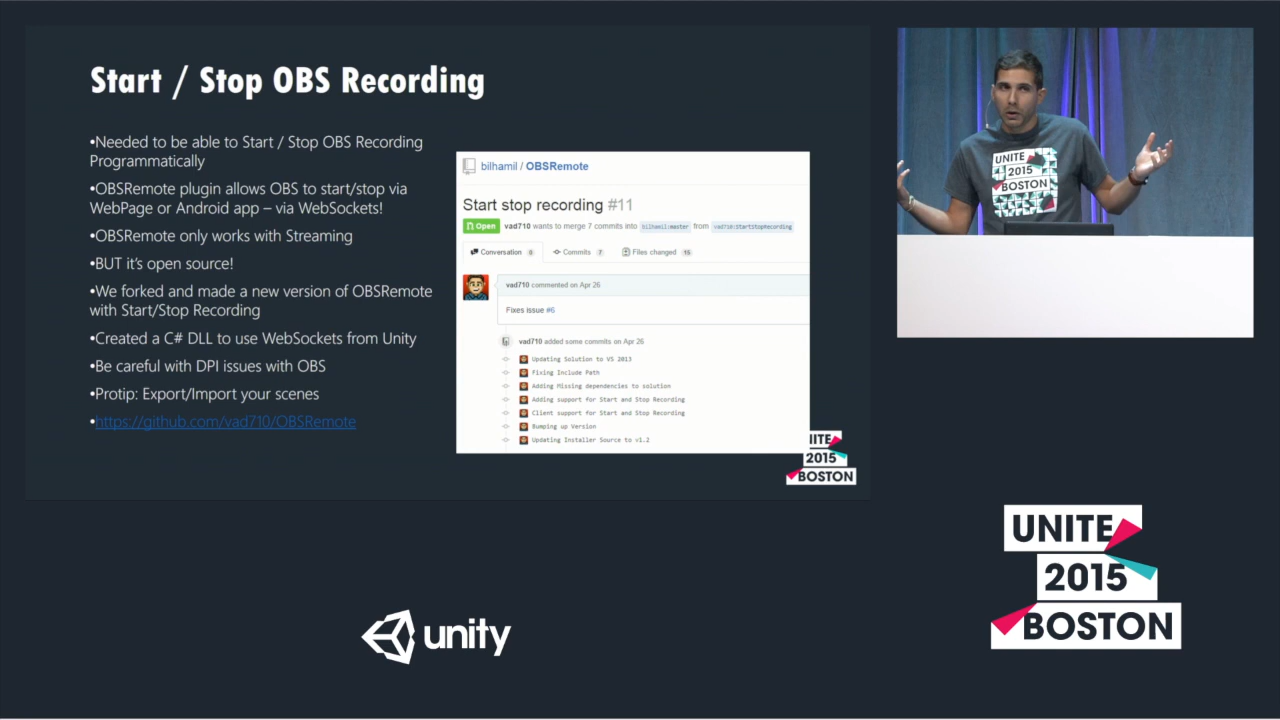 Start / Stop OBS Recording
•Needed to be able to Start / Stop OBS Recording
Programmatically
•OBSRemote plugin allows OBS to start/stop via
WebPage or Android app – via WebSockets!
•OBSRemote only works with Streaming
•BUT it's open source!
•We forked and made a new version of OBSRemote
with Start/Stop Recording
•Created a C# DLL to use WebSockets from Unity
•Be careful with DPI issues with OBS
•Protip: Export/Import your scenes
•https://github.com/vad710/OBSRemote
bilhamil / OBSRemote
Start stop recording #11
Open vad710 wants to merge 7 commits into bilhamil:master from vad710:StartStopRecording
Conversation 0 Commits 7 Files changed 15
vad710 commented on Apr 26
Fixes issue #6
vad710 added some commits on Apr 26
Updating Solution to VS 2013
Fixing Include Path
Adding Missing dependencies to solution
Adding support for Start and Stop Recording
Client support for Start and Stop Recording
Bumping up Version
Updating Installer Source to v1.2
NITE
2015
BOSTON
UNITE
2015
BOSTON
UNITE
2015
BOSTON
unity